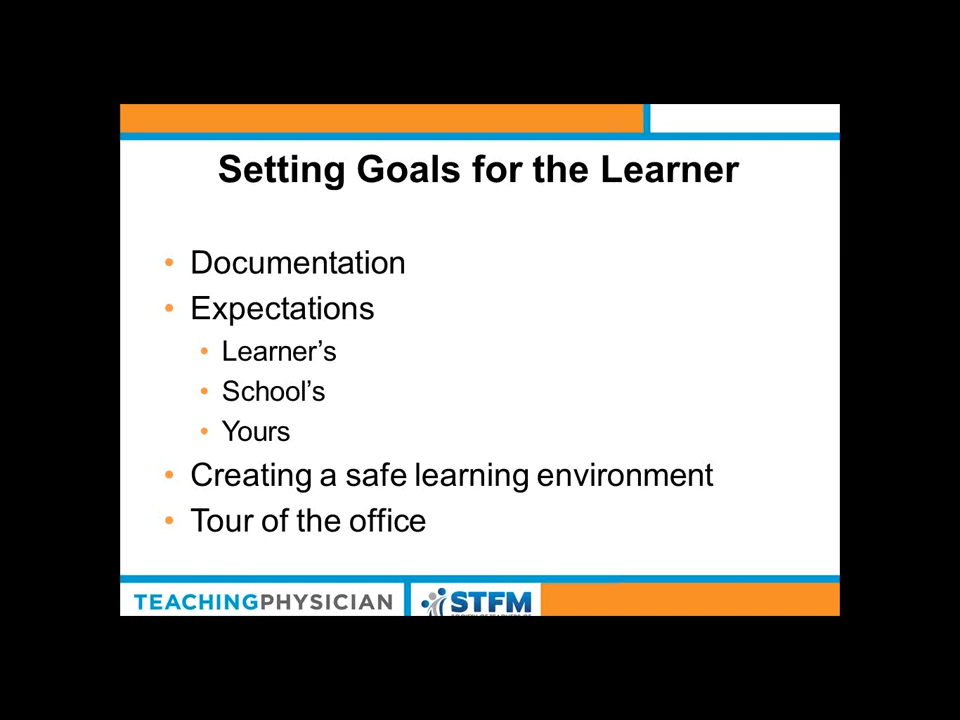 Setting Goals for the Learner
• Documentation
• Expectations
• Learner’s
• School’s
• Yours
• Creating a safe learning environment
• Tour of the office
TEACHINGPHYSICIAN
STFM